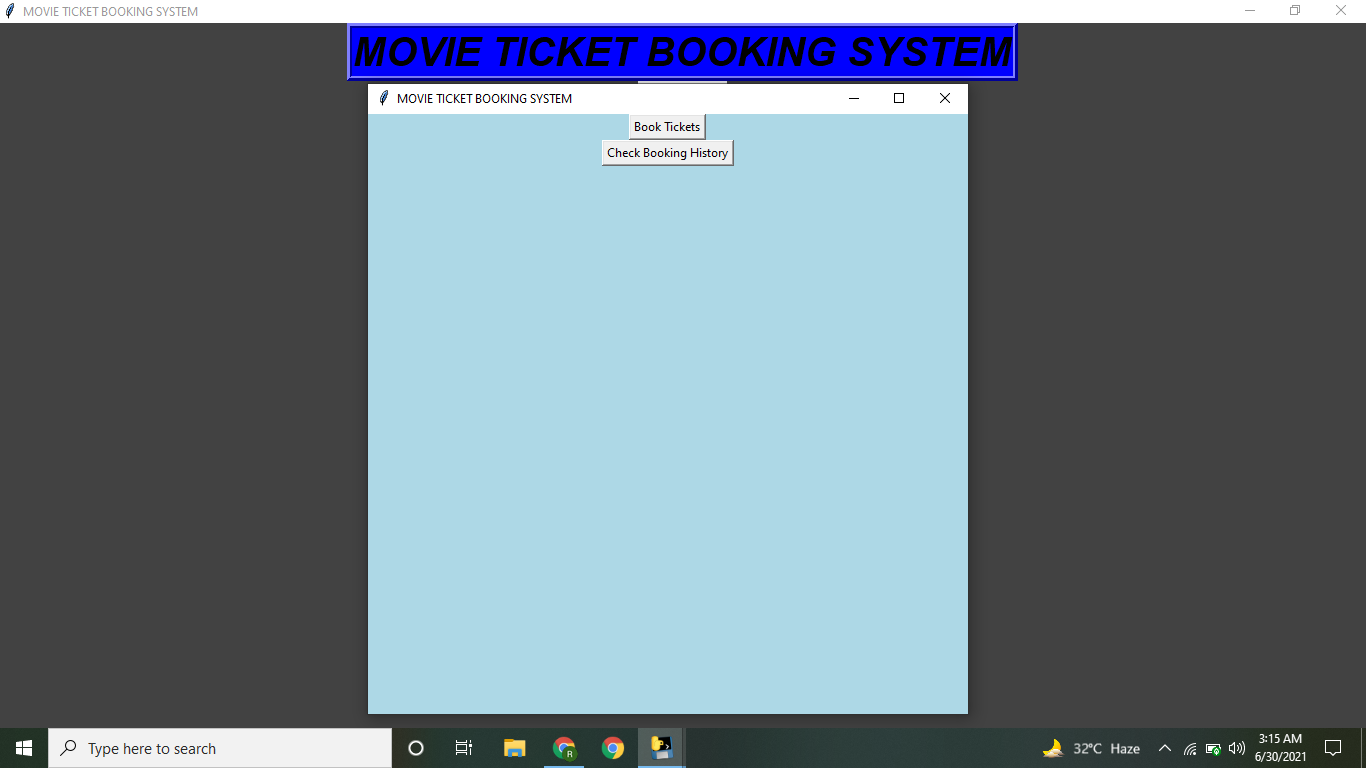 MOVIE TICKET BOOKING SYSTEM
MOVIE TICKET BOOKING SYSTEM
MOVIE TICKET BOOKING SYSTEM
Book Tickets
Check Booking History
Type here to search
R
32°C Haze
3:15 AM
6/30/2021